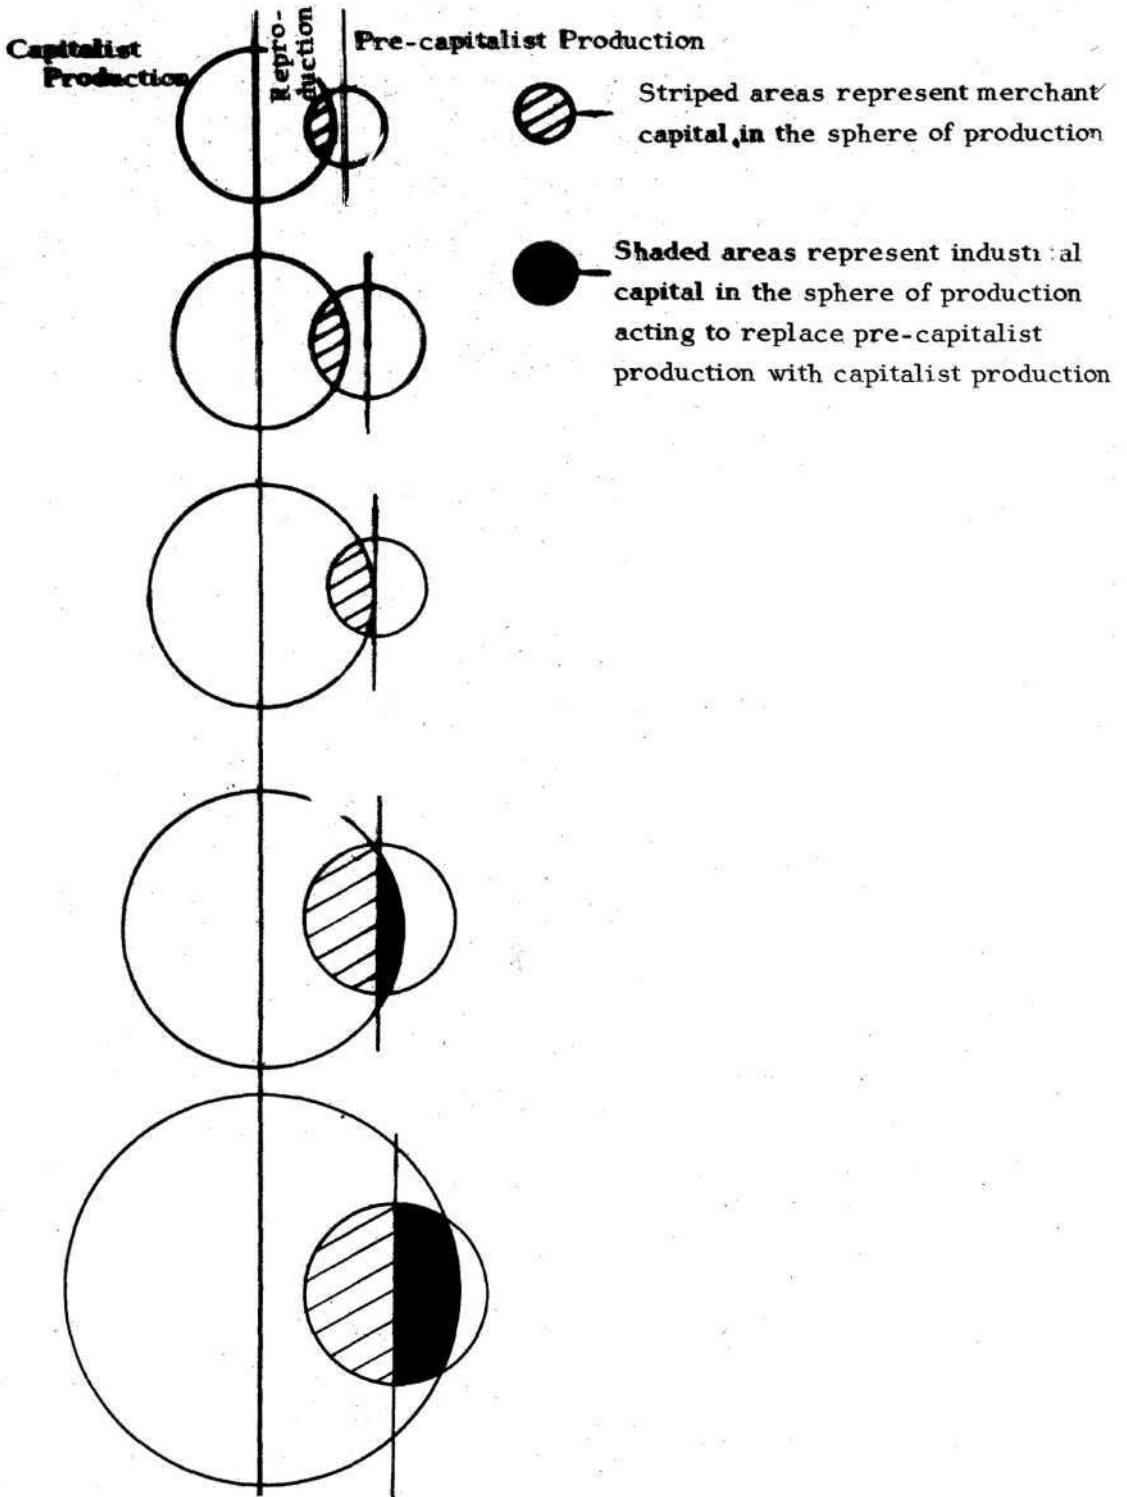 Capitalist
Production
Repro-
duction
Pre-capitalist Production
Striped areas represent merchant
capital in the sphere of production
Shaded areas represent industrial
capital in the sphere of production
acting to replace pre-capitalist
production with capitalist production